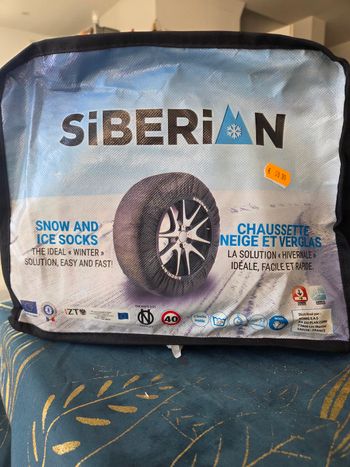 SiBERiAN
SNOW AND
ICE SOCKS
THE IDEAL « WINTER »
SOLUTION, EASY AND FAST!
CHAUSSETTE
NEIGE ET VERGLAS
LA SOLUTION « HIVERNALE »
IDÉALE, FACILE ET RAPIDE.
40